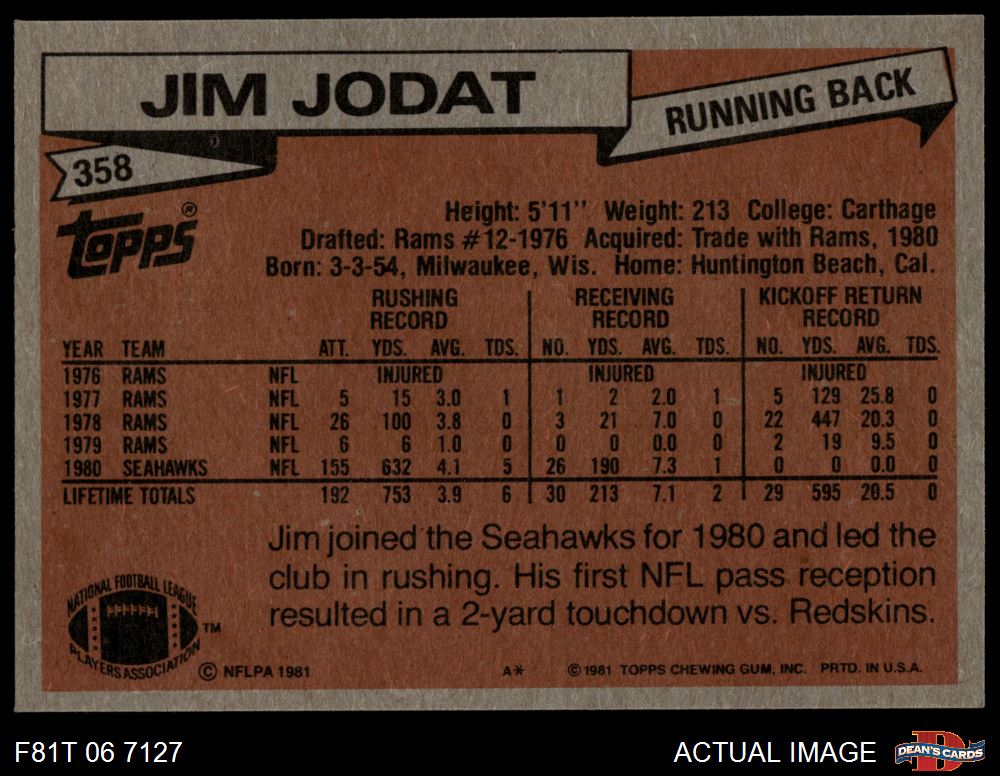 JIM JODAT
RUNNING BACK
358
Topps®
Height: 5'11'' Weight: 213 College: Carthage
Drafted: Rams #12-1976 Acquired: Trade with Rams, 1980
Born: 3-3-54, Milwaukee, Wis. Home: Huntington Beach, Cal.
RUSHING RECEIVING KICKOFF RETURN
RECORD RECORD RECORD
YEAR TEAM ATT. YDS. AVG. TDS. NO. YDS. AVG. TDS. NO. YDS. AVG. TDS.
1976 RAMS NFL INJURED INJURED INJURED
1977 RAMS NFL 5 15 3.0 1 1 2 2.0 1 5 129 25.8 0
1978 RAMS NFL 26 100 3.8 0 3 21 7.0 0 22 447 20.3 0
1979 RAMS NFL 6 6 1.0 0 0 0 0.0 0 2 19 9.5 0
1980 SEAHAWKS NFL 155 632 4.1 5 26 190 7.3 1 0 0 0.0 0
LIFETIME TOTALS 192 753 3.9 6 30 213 7.1 2 29 595 20.5 0
Jim joined the Seahawks for 1980 and led the
club in rushing. His first NFL pass reception
resulted in a 2-yard touchdown vs. Redskins.
NATIONAL FOOTBALL LEAGUE
PLAYERS ASSOCIATION
TM
© NFLPA 1981 A* © 1981 TOPPS CHEWING GUM, INC. PRTD. IN U.S.A.
F81T 06 7127 ACTUAL IMAGE
D
DEAN'S CARDS